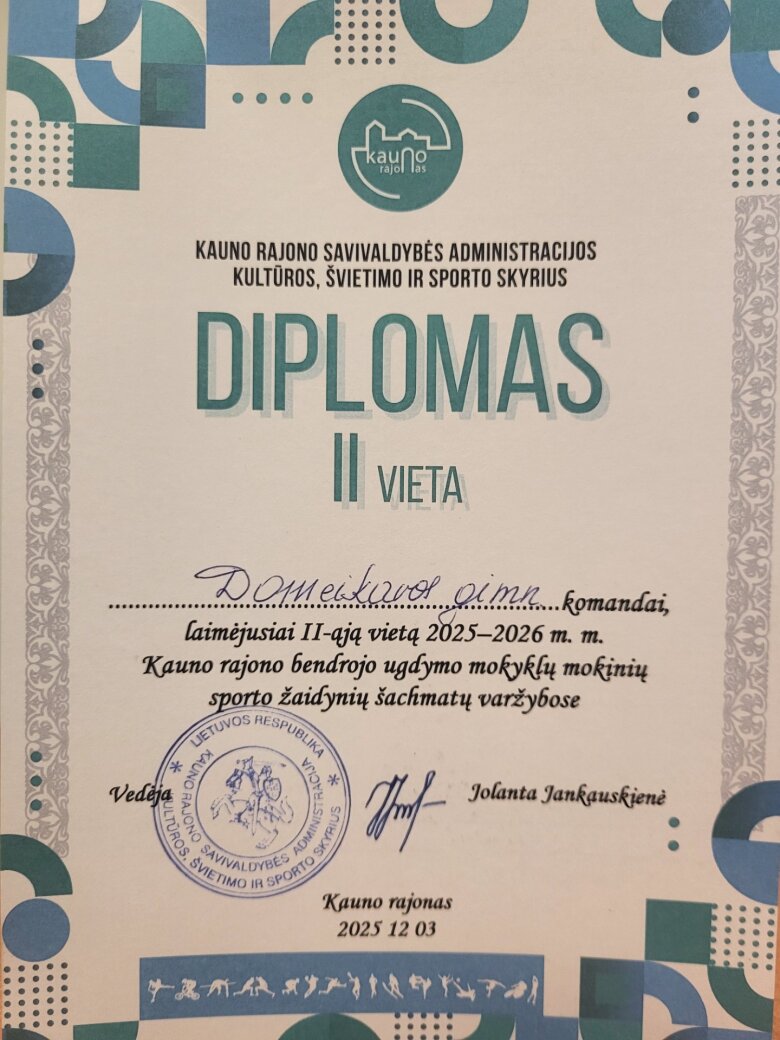 kauno
rajonas
KAUNO RAJONO SAVIVALDYBĖS ADMINISTRACIJOS
KULTŪROS, ŠVIETIMO IR SPORTO SKYRIUS
DIPLOMAS
II VIETA
Domeikavos gimn. komandai,
laimėjusiai II-ąją vietą 2025–2026 m. m.
Kauno rajono bendrojo ugdymo mokyklų mokinių
sporto žaidynių šachmatų varžybose
LIETUVOS RESPUBLIKA
KAUNO RAJONO SAVIVALDYBĖS ADMINISTRACIJA
KULTŪROS, ŠVIETIMO IR SPORTO SKYRIUS
Vedėja
Jolanta Jankauskienė
Kauno rajonas
2025 12 03